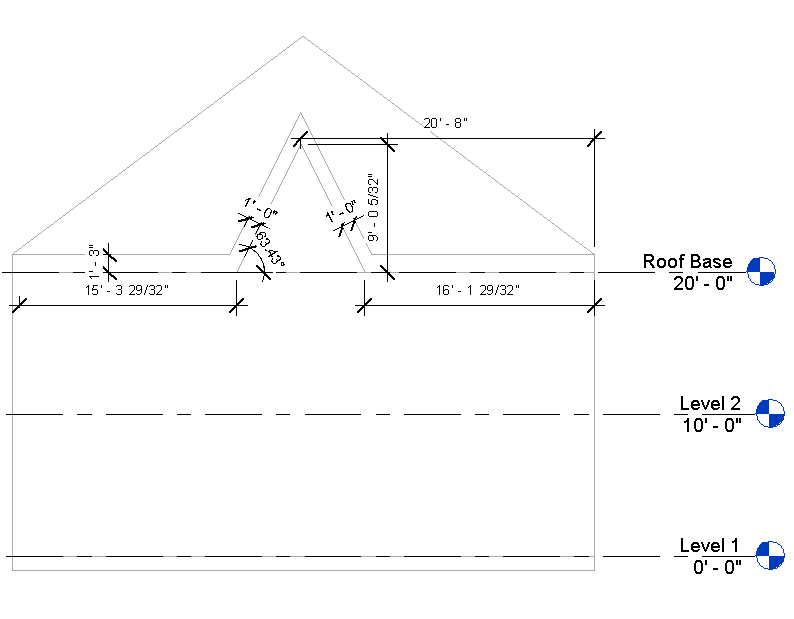 20' - 8"
1' - 0"
1' - 0"
9' - 0 5/32"
63.43°
1' - 3"
15' - 3 29/32"
16' - 1 29/32"
Roof Base
20' - 0"
Level 2
10' - 0"
Level 1
0' - 0"